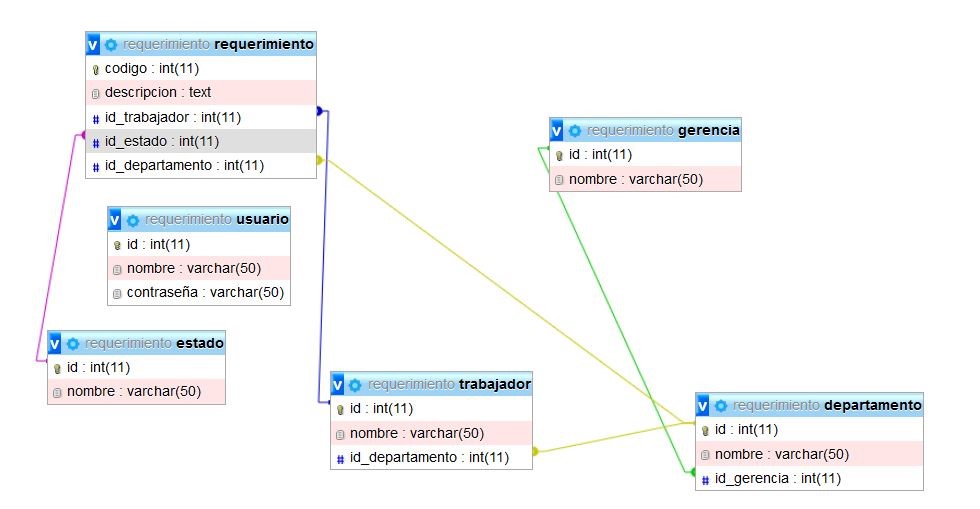 v requerimiento requerimiento
codigo : int(11)
descripcion : text
# id_trabajador : int(11)
# id_estado : int(11)
# id_departamento : int(11)
v requerimiento gerencia
id : int(11)
nombre : varchar(50)
v requerimiento usuario
id : int(11)
nombre : varchar(50)
contraseña : varchar(50)
v requerimiento estado
id : int(11)
nombre : varchar(50)
v requerimiento trabajador
id : int(11)
nombre : varchar(50)
# id_departamento : int(11)
v requerimiento departamento
id : int(11)
nombre : varchar(50)
# id_gerencia : int(11)